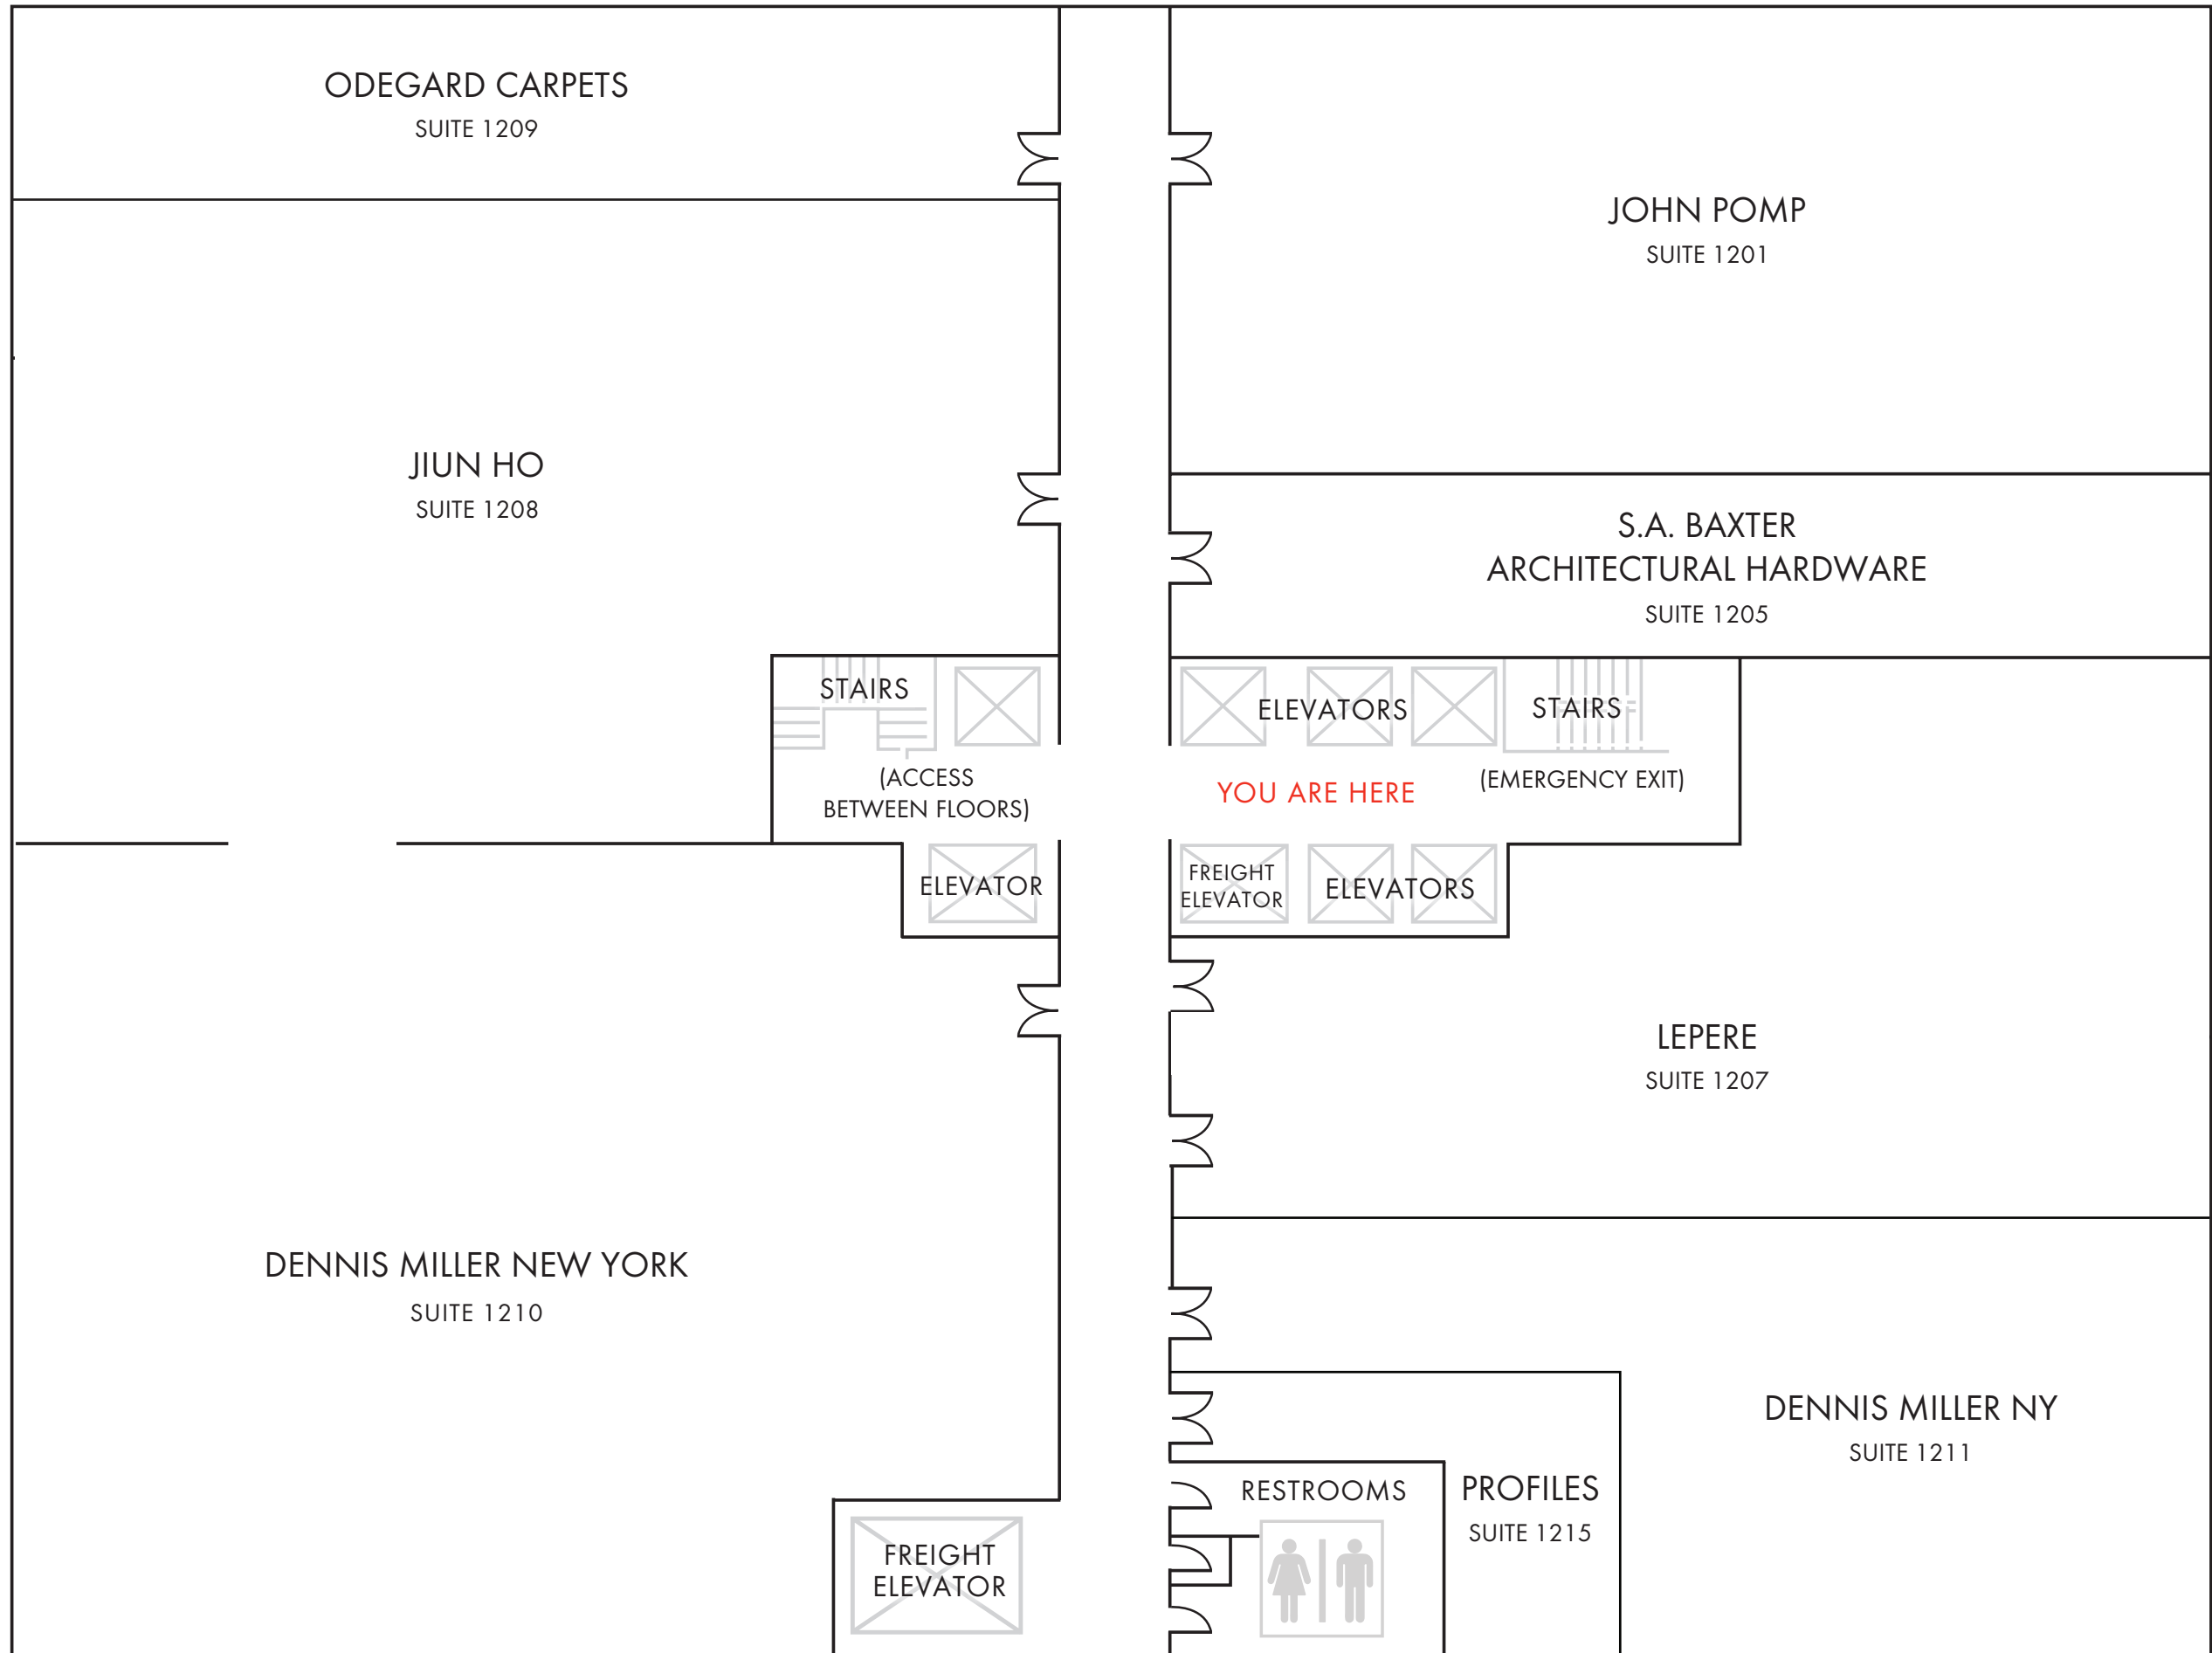 ODEGARD CARPETS
SUITE 1209
JOHN POMP
SUITE 1201
JIUN HO
SUITE 1208
S.A. BAXTER
ARCHITECTURAL HARDWARE
SUITE 1205
STAIRS
(ACCESS
BETWEEN FLOORS)
ELEVATORS
STAIRS
(EMERGENCY EXIT)
YOU ARE HERE
ELEVATOR
FREIGHT
ELEVATOR
ELEVATORS
LEPERE
SUITE 1207
DENNIS MILLER NEW YORK
SUITE 1210
DENNIS MILLER NY
SUITE 1211
RESTROOMS
PROFILES
SUITE 1215
FREIGHT
ELEVATOR